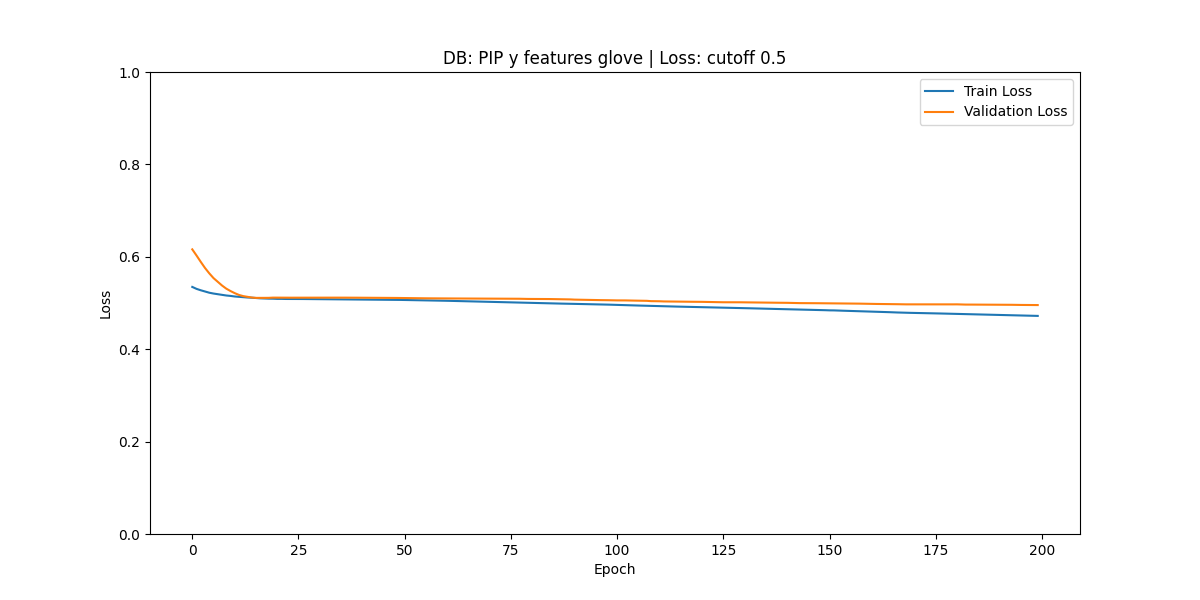 DB: PIP y features glove | Loss: cutoff 0.5
1.0
0.8
0.6
0.4
0.2
0.0
Loss
Train Loss
Validation Loss
0 25 50 75 100 125 150 175 200
Epoch